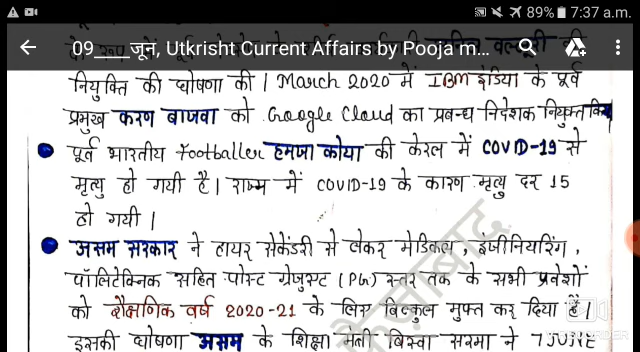 89% 7:37 a.m.
09____जून, Utkrisht Current Affairs by Pooja m...
नियुक्ति की घोषणा की। March 2020 में IBM इंडिया के पूर्व
प्रमुख करण बाजवा को Google Cloud का प्रबन्ध निदेशक नियुक्त किया
पूर्व भारतीय Footballer हमजा कोया की केरल में COVID-19 से
मृत्यु हो गयी है। राज्य में COVID-19 के कारण मृत्यु दर 15
हो गयी।
असम सरकार ने हायर सेकेंडरी से लेकर मेडिकल, इंजीनियरिंग,
पॉलिटेक्निक सहित पोस्ट ग्रेजुएट (PG) स्तर तक के सभी प्रवेशों
को शैक्षणिक वर्ष 2020-21 के लिए बिल्कुल मुफ्त कर दिया है।
इसकी घोषणा असम के शिक्षा मंत्री बिस्वा सरमा ने 7 JUNE